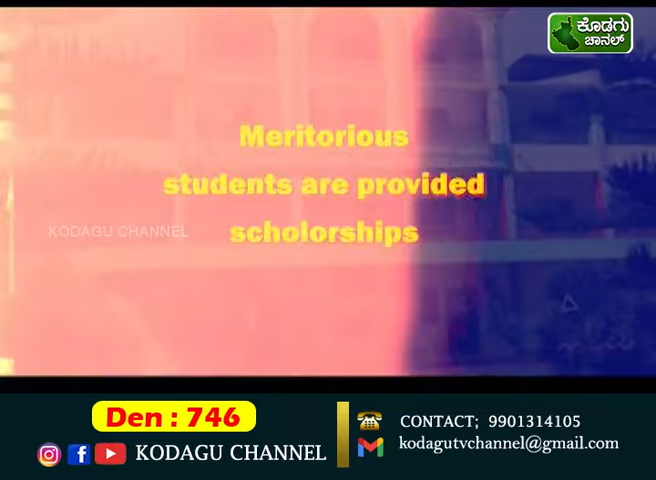 ಕೊಡಗು
ಚಾನಲ್
Meritorious
students are provided
KODAGU CHANNEL
scholorships
Den : 746
CONTACT; 9901314105
KODAGU CHANNEL
kodagutvchannel@gmail.com